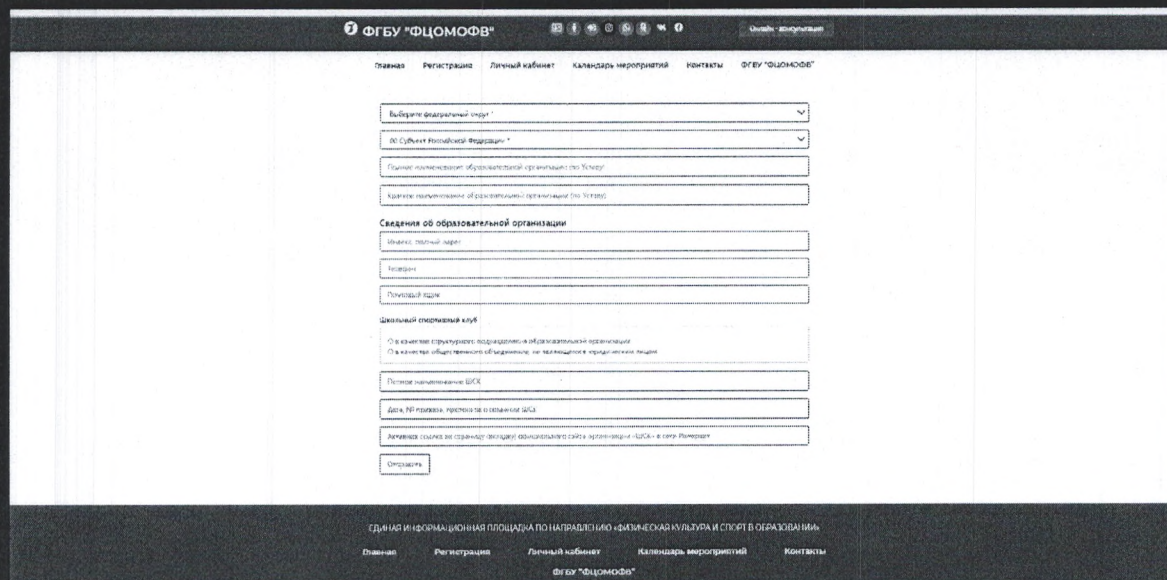 ФГБУ "ФЦОМОФВ"
Онлайн - консультация
Главная Регистрация Личный кабинет Календарь мероприятий Контакты ФГБУ "ФЦОМОФВ"
Выберите федеральный округ *
Субъект Российской Федерации *
Полное наименование образовательной организации (по Уставу)
Краткое наименование образовательной организации (по Уставу)
Сведения об образовательной организации
Индекс, полный адрес
Телефон
Почтовый ящик
Школьный спортивный клуб
в качестве структурного подразделения образовательной организации
в качестве общественного объединения, не являющегося юридическим лицом
Полное наименование ШСК
Дата, № приказа, протокола о создании ШСК
Активная ссылка на страницу (вкладку) официального сайта организации «ШСК» в сети Интернет
Отправить
ЕДИНАЯ ИНФОРМАЦИОННАЯ ПЛОЩАДКА ПО НАПРАВЛЕНИЮ «ФИЗИЧЕСКАЯ КУЛЬТУРА И СПОРТ В ОБРАЗОВАНИИ»
Главная Регистрация Личный кабинет Календарь мероприятий Контакты
ФГБУ "ФЦОМОФВ"